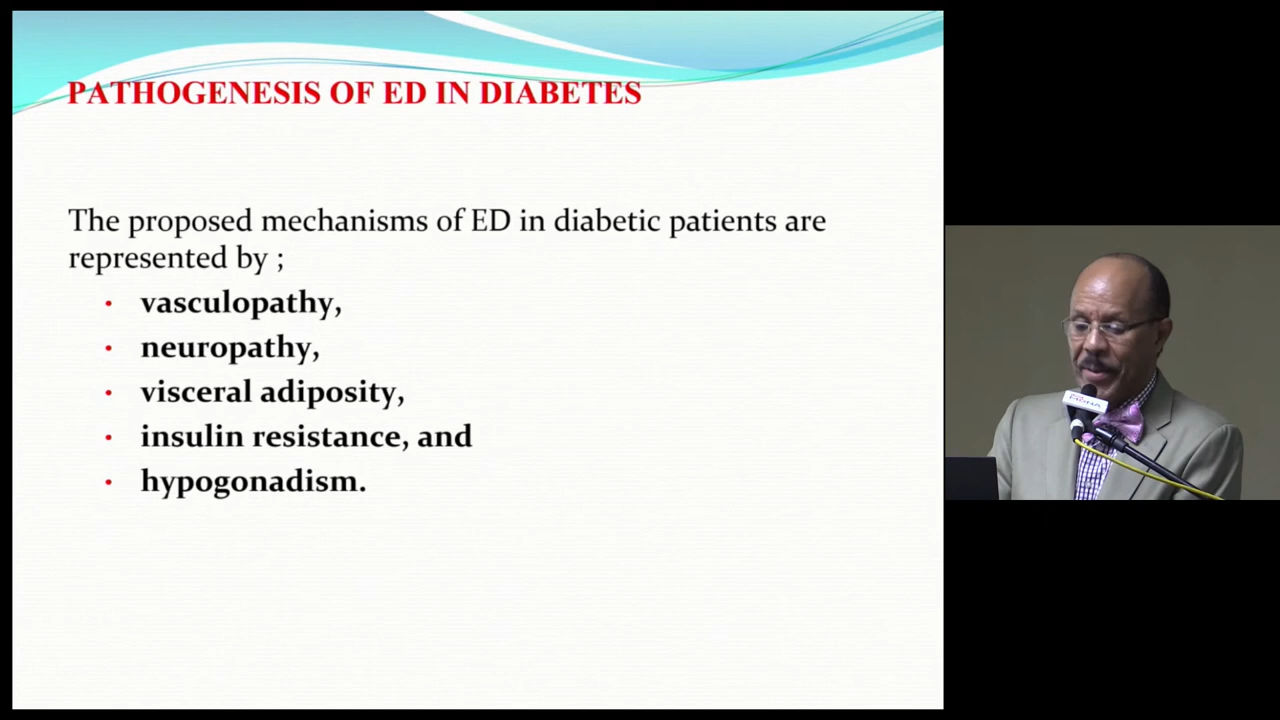 PATHOGENESIS OF ED IN DIABETES
The proposed mechanisms of ED in diabetic patients are
represented by ;
• vasculopathy,
• neuropathy,
• visceral adiposity,
• insulin resistance, and
• hypogonadism.